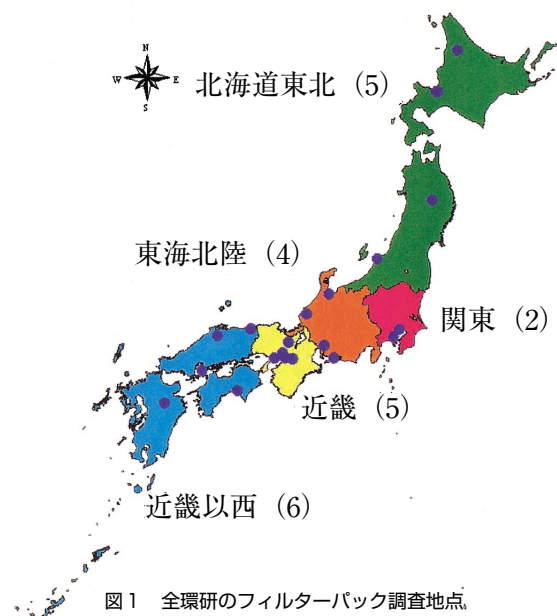 N
W E
S
北海道東北 (5)
東海北陸 (4)
関東 (2)
近畿 (5)
近畿以西 (6)
図1 全環研のフィルターパック調査地点